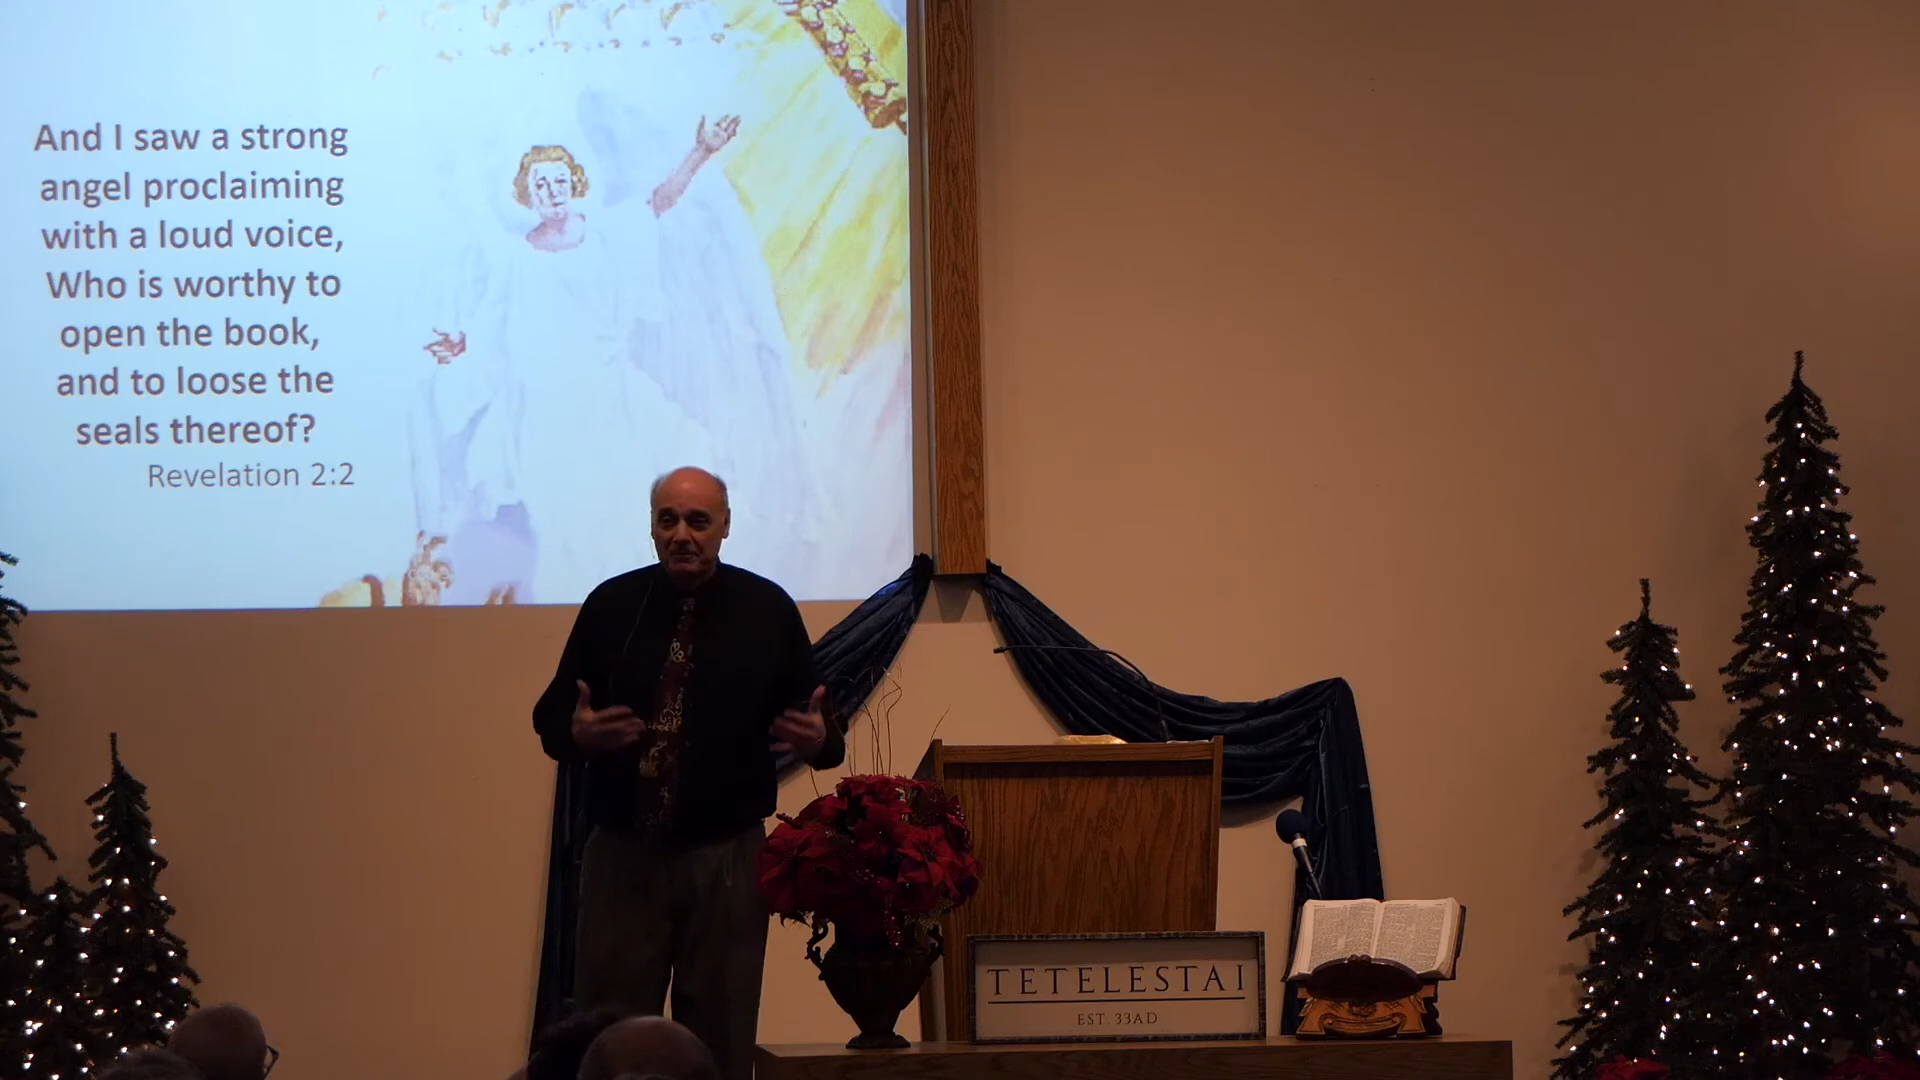 And I saw a strong
angel proclaiming
with a loud voice,
Who is worthy to
open the book,
and to loose the
seals thereof?
Revelation 2:2
TETELESTAI
EST. 33AD